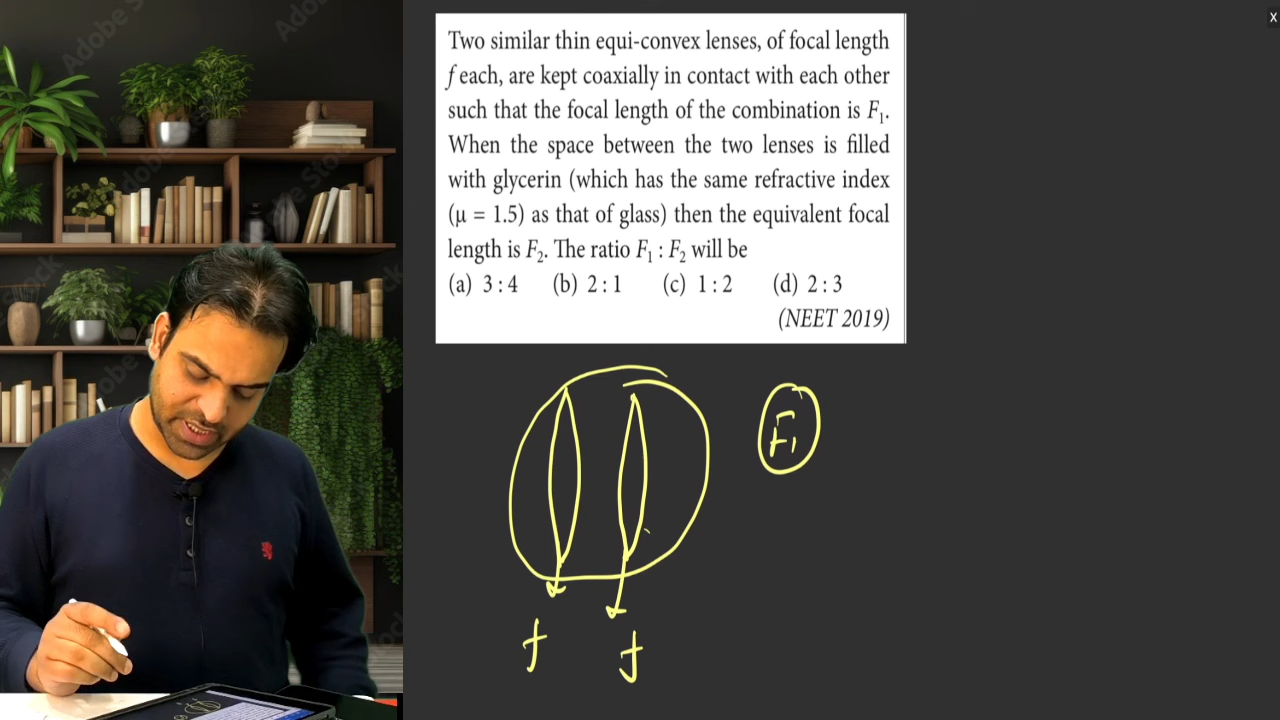 Two similar thin equi-convex lenses, of focal length
f each, are kept coaxially in contact with each other
such that the focal length of the combination is F₁.
When the space between the two lenses is filled
with glycerin (which has the same refractive index
(μ = 1.5) as that of glass) then the equivalent focal
length is F₂. The ratio F₁ : F₂ will be
(a) 3 : 4 (b) 2 : 1 (c) 1 : 2 (d) 2 : 3
(NEET 2019)
F₁
f f
x
Adobe Stock